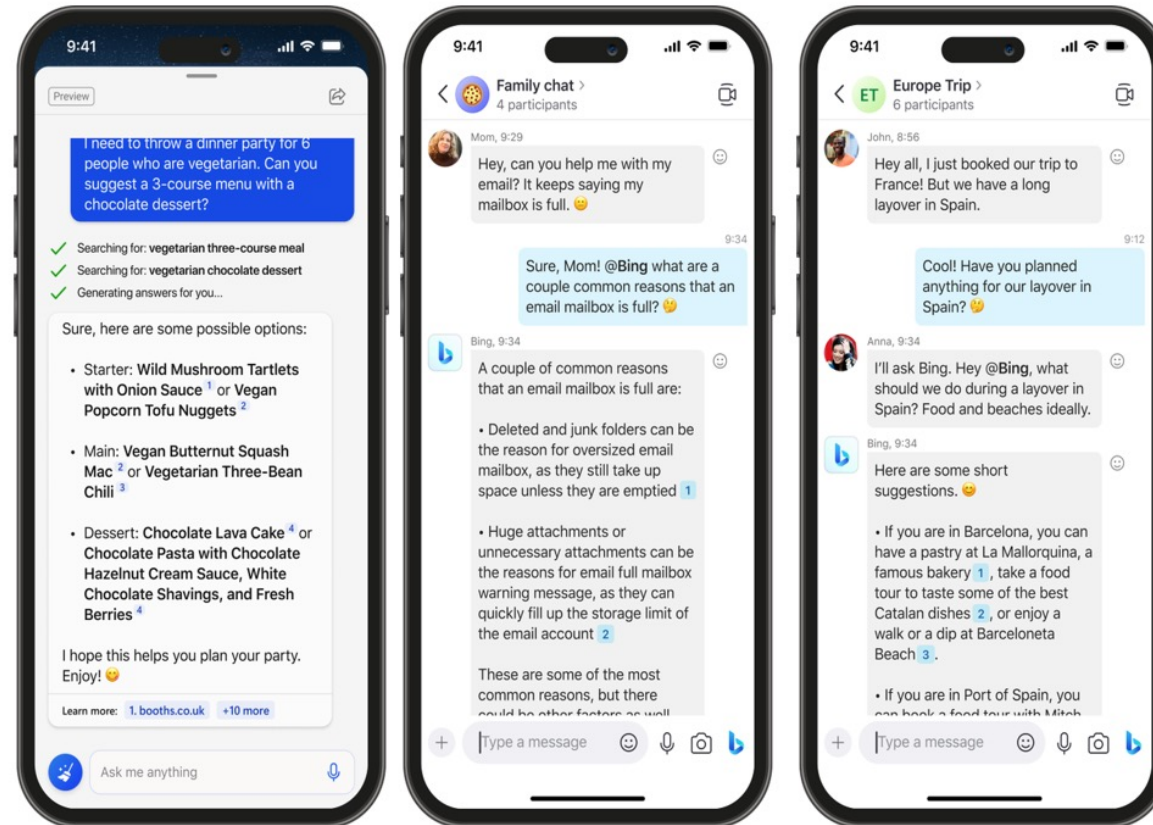 9:41
Preview
I need to throw a dinner party for 6
people who are vegetarian. Can you
suggest a 3-course menu with a
chocolate dessert?
Searching for: vegetarian three-course meal
Searching for: vegetarian chocolate dessert
Generating answers for you...
Sure, here are some possible options:
• Starter: Wild Mushroom Tartlets
with Onion Sauce 1 or Vegan
Popcorn Tofu Nuggets 2
• Main: Vegan Butternut Squash
Mac 2 or Vegetarian Three-Bean
Chili 3
• Dessert: Chocolate Lava Cake 4 or
Chocolate Pasta with Chocolate
Hazelnut Cream Sauce, White
Chocolate Shavings, and Fresh
Berries 4
I hope this helps you plan your party.
Enjoy! 😋
Learn more: 1. booths.co.uk +10 more
Ask me anything
9:41
Family chat >
4 participants
Mom, 9:29
Hey, can you help me with my
email? It keeps saying my
mailbox is full. 😕
9:34
Sure, Mom! @Bing what are a
couple common reasons that an
email mailbox is full? 🤔
Bing, 9:34
A couple of common reasons
that an email mailbox is full are:
• Deleted and junk folders can be
the reason for oversized email
mailbox, as they still take up
space unless they are emptied 1
• Huge attachments or
unnecessary attachments can be
the reasons for email full mailbox
warning message, as they can
quickly fill up the storage limit of
the email account 2
These are some of the most
common reasons, but there
could be other factors as well
Type a message
9:41
ET
Europe Trip >
6 participants
John, 8:56
Hey all, I just booked our trip to
France! But we have a long
layover in Spain.
9:12
Cool! Have you planned
anything for our layover in
Spain? 🤔
Anna, 9:34
I'll ask Bing. Hey @Bing, what
should we do during a layover in
Spain? Food and beaches ideally.
Bing, 9:34
Here are some short
suggestions. 😊
• If you are in Barcelona, you can
have a pastry at La Mallorquina, a
famous bakery 1 , take a food
tour to taste some of the best
Catalan dishes 2 , or enjoy a
walk or a dip at Barceloneta
Beach 3 .
• If you are in Port of Spain, you
can book a food tour with Mitch
Type a message